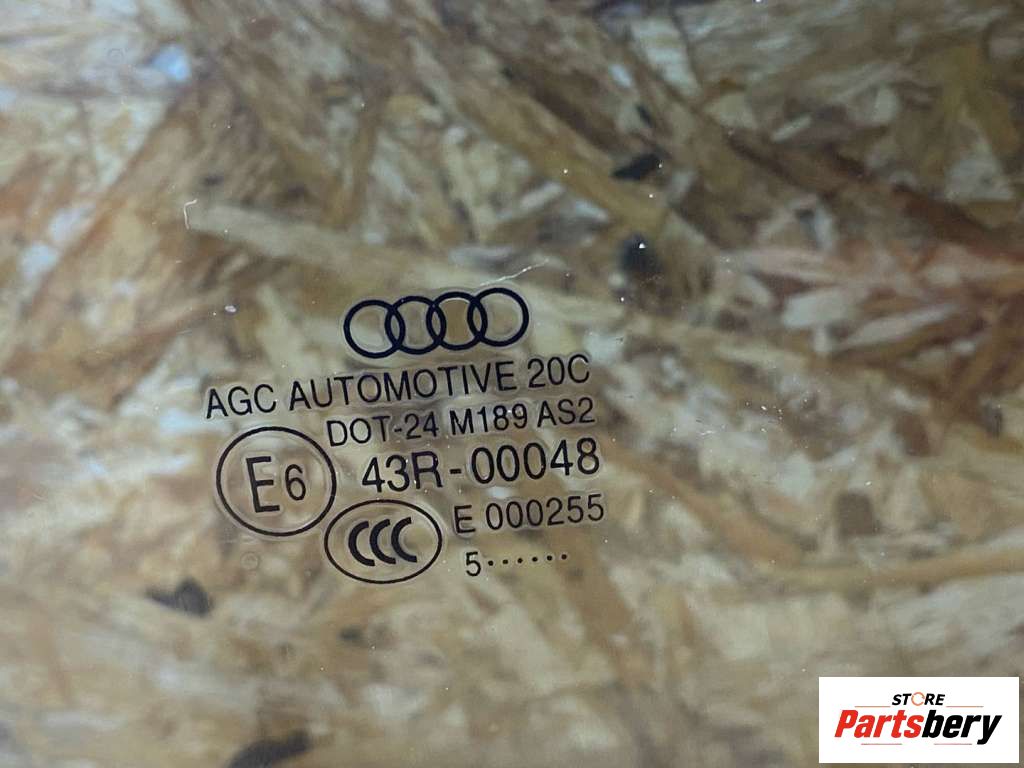 AGC AUTOMOTIVE 20C
DOT-24 M189 AS2
E6
43R-00048
CCC
E 000255
5······
STORE
Partsbery